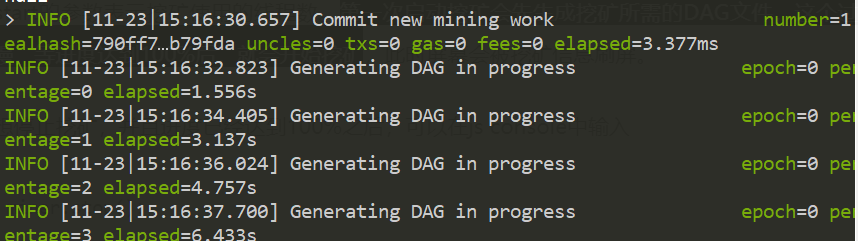 > INFO [11-23|15:16:30.657] Commit new mining work number=1
ealhash=790ff7…b79fda uncles=0 txs=0 gas=0 fees=0 elapsed=3.377ms
INFO [11-23|15:16:32.823] Generating DAG in progress epoch=0 per
entage=0 elapsed=1.556s
INFO [11-23|15:16:34.405] Generating DAG in progress epoch=0 per
entage=1 elapsed=3.137s
INFO [11-23|15:16:36.024] Generating DAG in progress epoch=0 per
entage=2 elapsed=4.757s
INFO [11-23|15:16:37.700] Generating DAG in progress epoch=0 per
entage=3 elapsed=6.433s